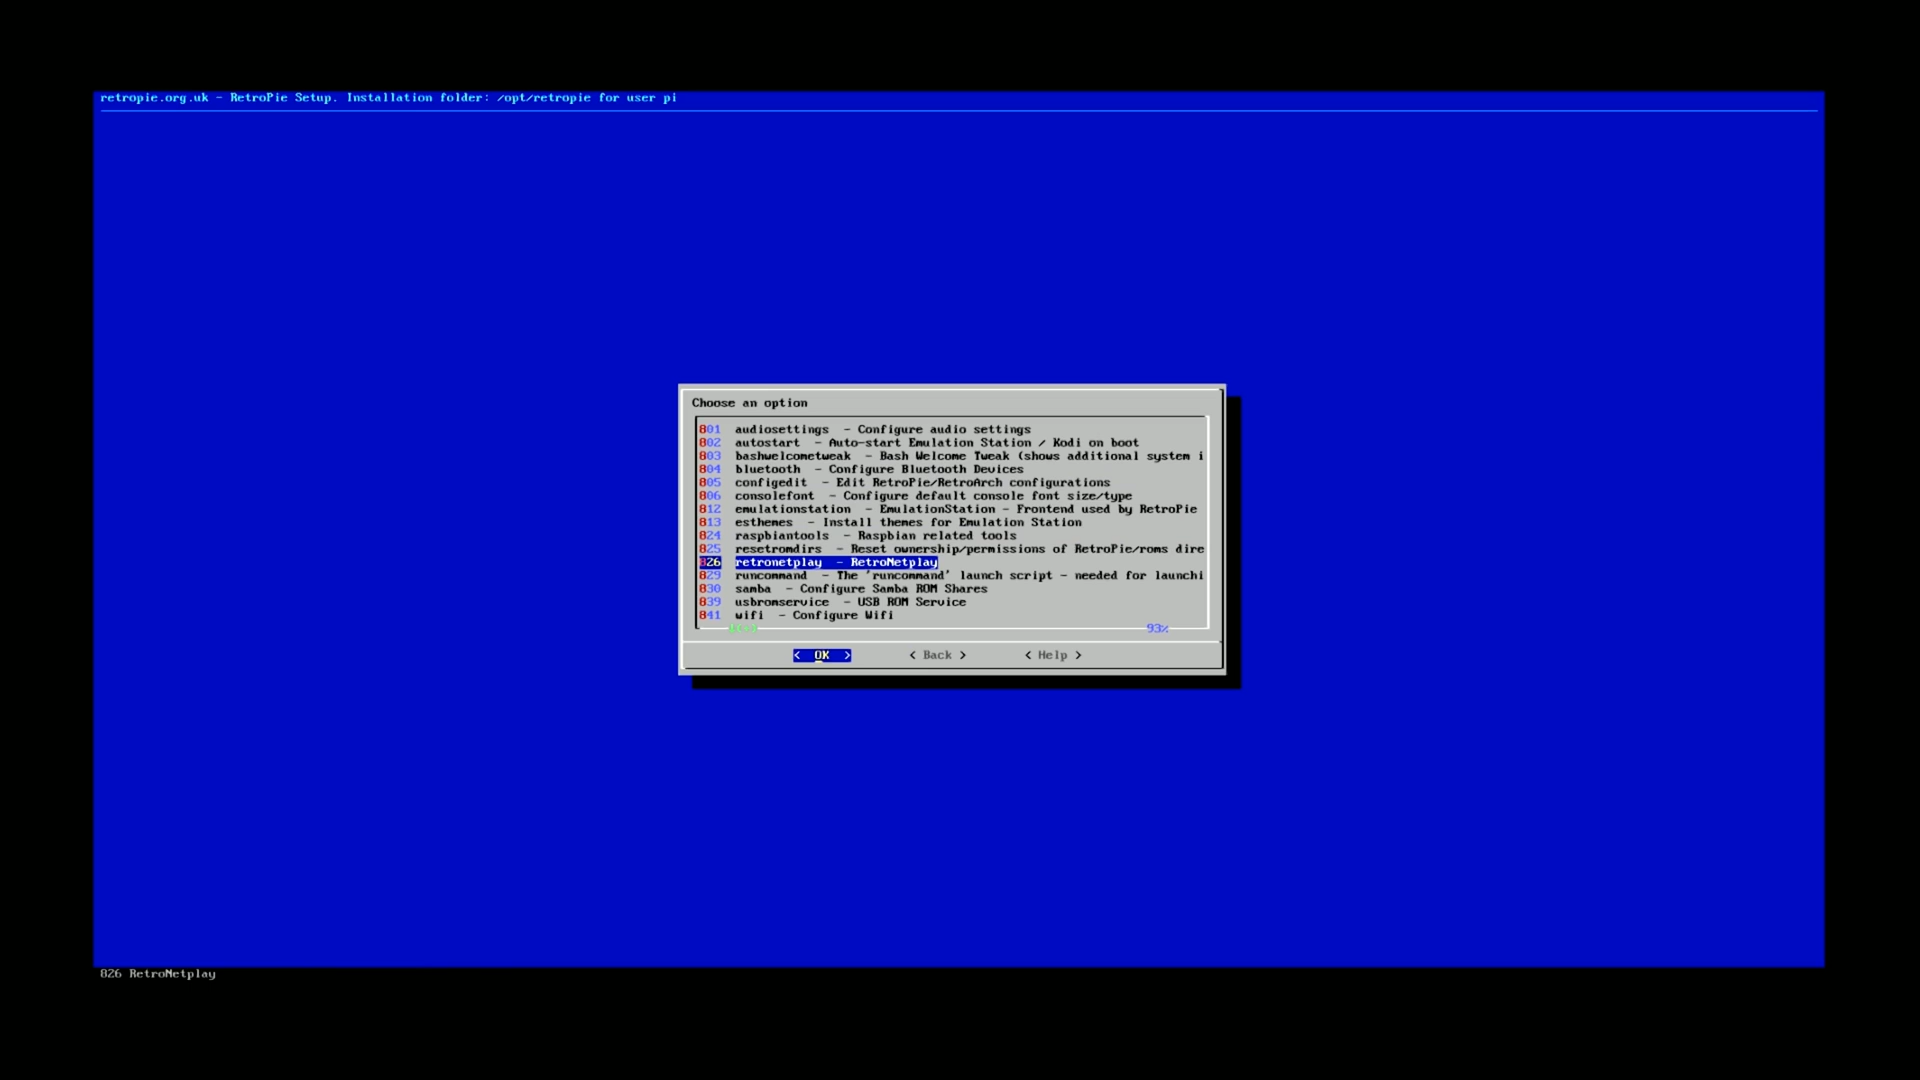 retropie.org.uk - RetroPie Setup. Installation folder: /opt/retropie for user pi
Choose an option
801 audiosettings - Configure audio settings
802 autostart - Auto-start Emulation Station / Kodi on boot
803 bashwelcometweak - Bash Welcome Tweak (shows additional system i
804 bluetooth - Configure Bluetooth Devices
805 configedit - Edit RetroPie/RetroArch configurations
806 consolefont - Configure default console font size/type
812 emulationstation - EmulationStation - Frontend used by RetroPie
813 esthemes - Install themes for Emulation Station
824 raspbiantools - Raspbian related tools
825 resetromdirs - Reset ownership/permissions of RetroPie/roms dire
826 retronetplay - RetroNetplay
829 runcommand - The 'runcommand' launch script - needed for launchi
830 samba - Configure Samba ROM Shares
839 usbromservice - USB ROM Service
841 wifi - Configure Wifi
93%
< OK > < Back > < Help >
826 RetroNetplay